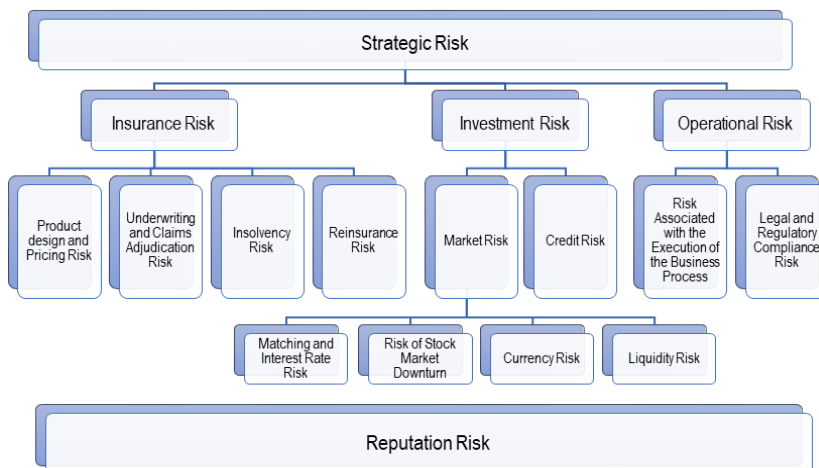 Strategic Risk
Insurance Risk
Investment Risk
Operational Risk
Product
design and
Pricing Risk
Underwriting
and Claims
Adjudication
Risk
Insolvency
Risk
Reinsurance
Risk
Market Risk
Credit Risk
Risk
Associated
with the
Execution of
the Business
Process
Legal and
Regulatory
Compliance
Risk
Matching and
Interest Rate
Risk
Risk of Stock
Market
Downturn
Currency Risk
Liquidity Risk
Reputation Risk